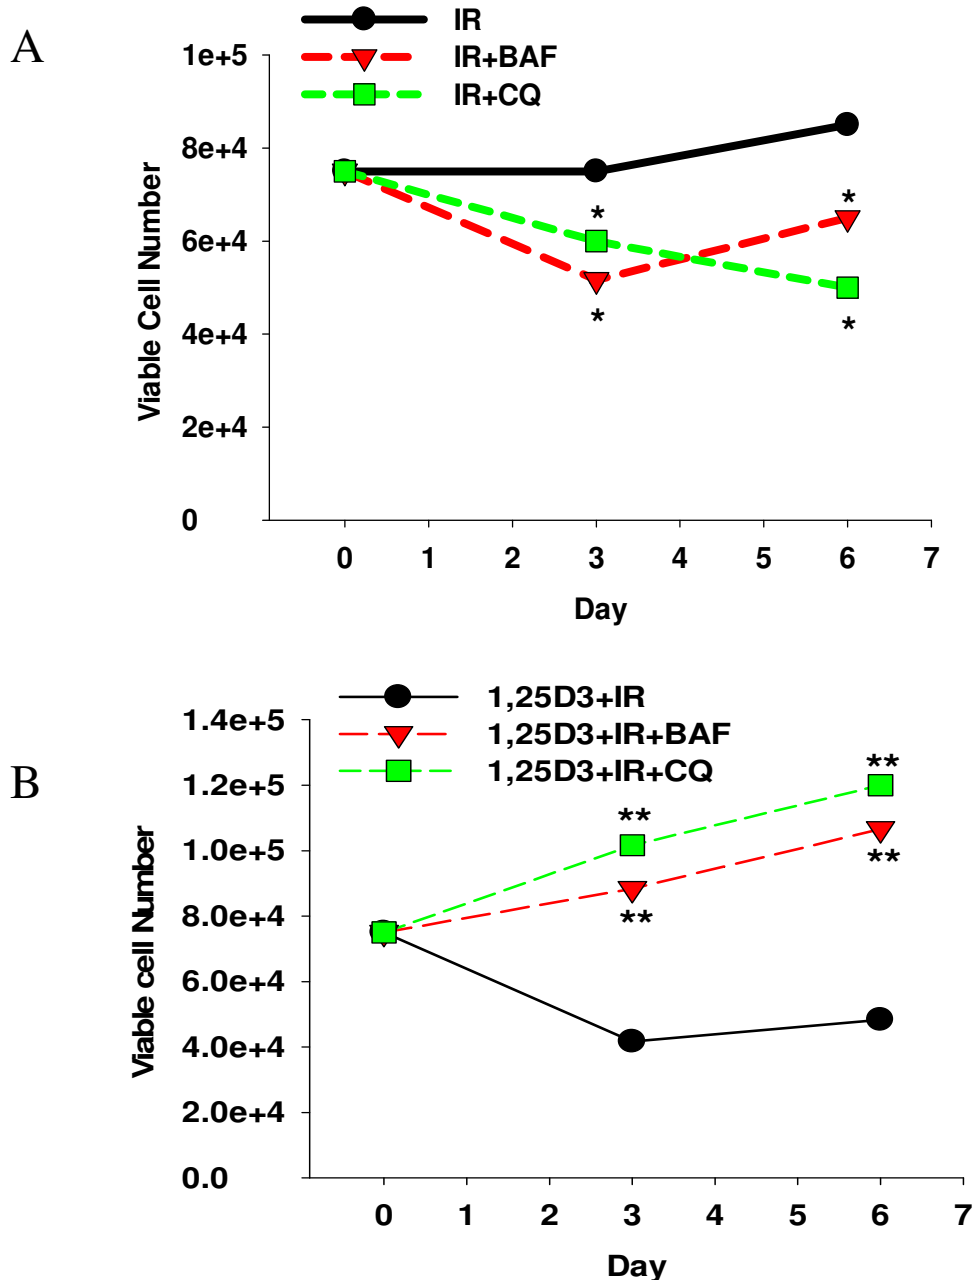 A
IR
IR+BAF
IR+CQ
1e+5
8e+4
6e+4
4e+4
2e+4
0
Viable Cell Number
*
*
*
*
0 1 2 3 4 5 6 7
Day
B
1,25D3+IR
1,25D3+IR+BAF
1,25D3+IR+CQ
1.4e+5
1.2e+5
1.0e+5
8.0e+4
6.0e+4
4.0e+4
2.0e+4
0.0
Viable cell Number
**
**
**
**
0 1 2 3 4 5 6 7
Day